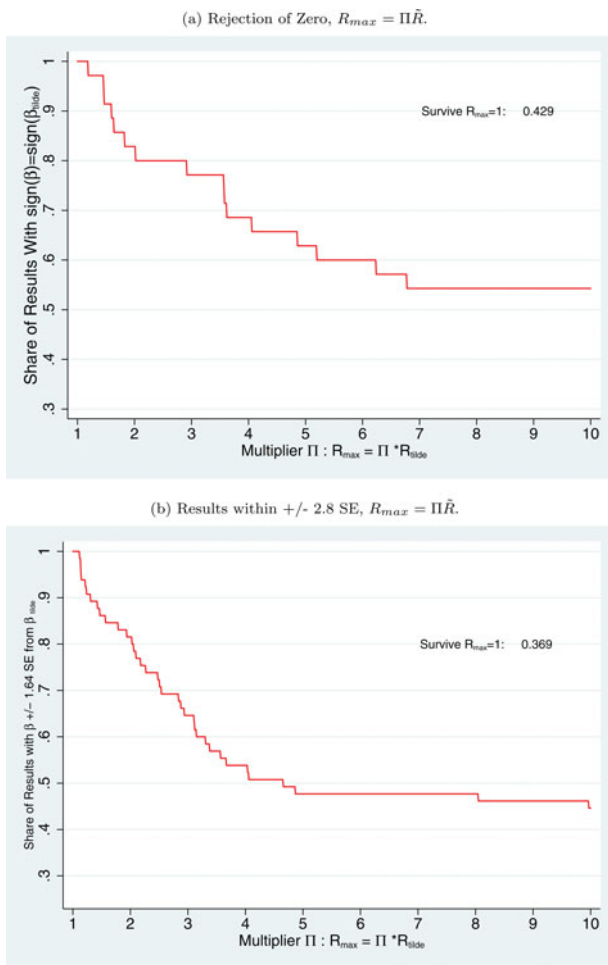 (a) Rejection of Zero, R_max = ΠR̃.
Share of Results With sign(β)=sign(β_tilde)
1
.9
.8
.7
.6
.5
.4
.3
Survive R_max=1: 0.429
1 2 3 4 5 6 7 8 9 10
Multiplier Π : R_max = Π *R_tilde
(b) Results within +/- 2.8 SE, R_max = ΠR̃.
Share of Results with β +/− 1.64 SE from β_tilde
1
.9
.8
.7
.6
.5
.4
.3
Survive R_max=1: 0.369
1 2 3 4 5 6 7 8 9 10
Multiplier Π : R_max = Π *R_tilde